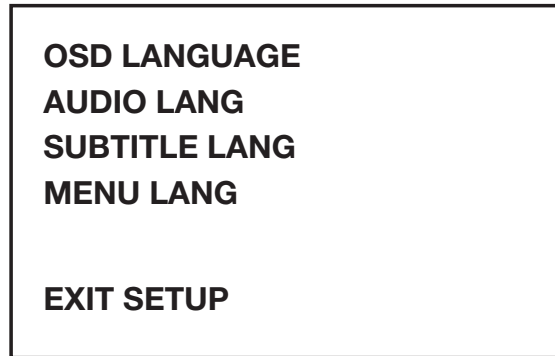 OSD LANGUAGE
AUDIO LANG
SUBTITLE LANG
MENU LANG
EXIT SETUP